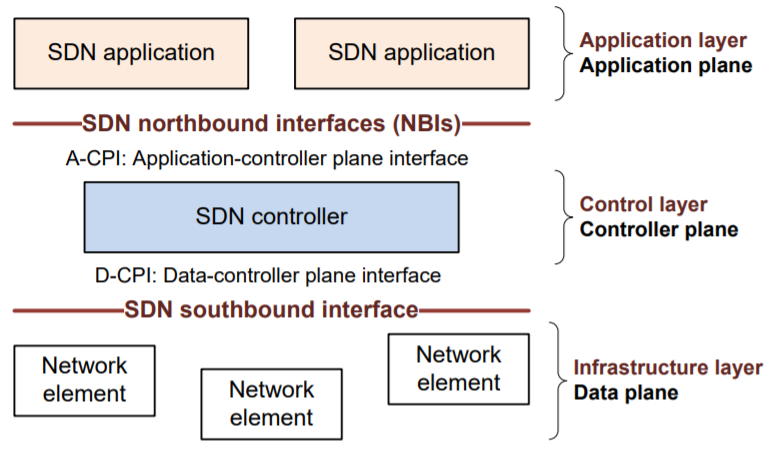 SDN application
SDN application
Application layer
Application plane
SDN northbound interfaces (NBIs)
A-CPI: Application-controller plane interface
SDN controller
Control layer
Controller plane
D-CPI: Data-controller plane interface
SDN southbound interface
Network
element
Network
element
Network
element
Infrastructure layer
Data plane